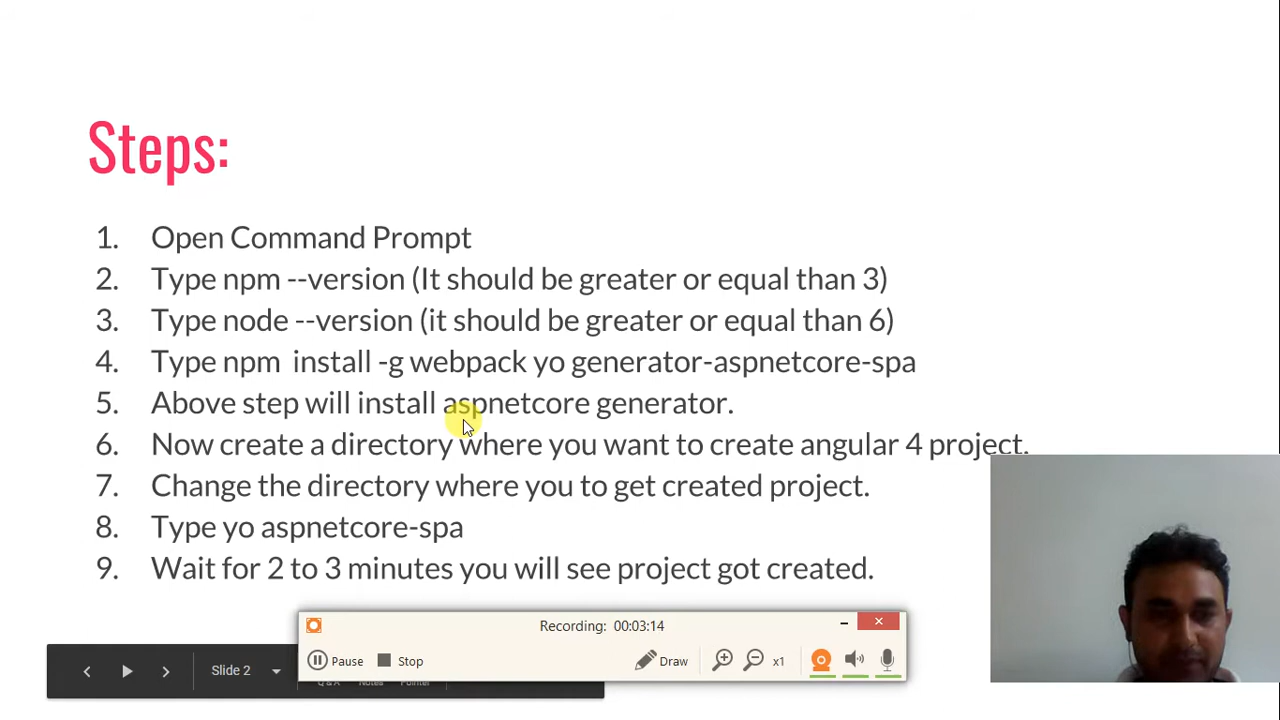 Steps:
1. Open Command Prompt
2. Type npm --version (It should be greater or equal than 3)
3. Type node --version (it should be greater or equal than 6)
4. Type npm  install -g webpack yo generator-aspnetcore-spa
5. Above step will install aspnetcore generator.
6. Now create a directory where you want to create angular 4 project.
7. Change the directory where you to get created project.
8. Type yo aspnetcore-spa
9. Wait for 2 to 3 minutes you will see project got created.
Recording: 00:03:14
Pause Stop Draw x1
Slide 2
Q & A Notes Pointer